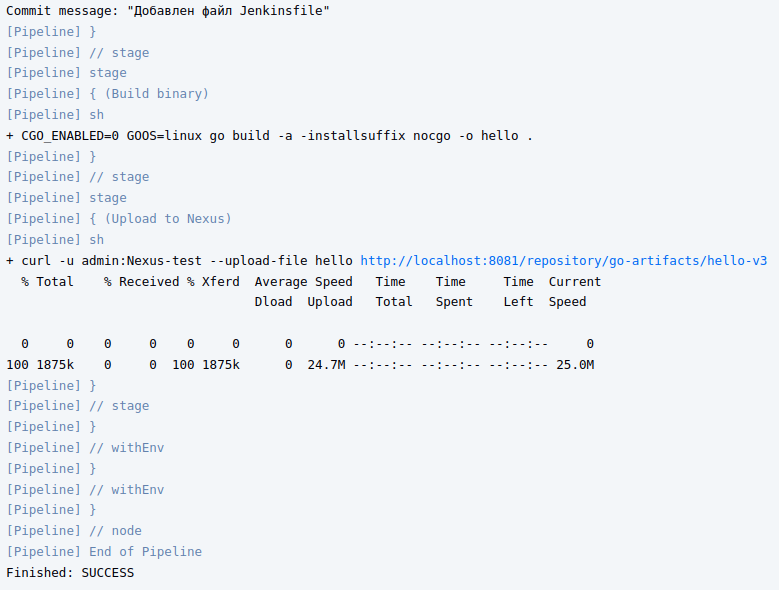 Commit message: "Добавлен файл Jenkinsfile"
[Pipeline] }
[Pipeline] // stage
[Pipeline] stage
[Pipeline] { (Build binary)
[Pipeline] sh
+ CGO_ENABLED=0 GOOS=linux go build -a -installsuffix nocgo -o hello .
[Pipeline] }
[Pipeline] // stage
[Pipeline] stage
[Pipeline] { (Upload to Nexus)
[Pipeline] sh
+ curl -u admin:Nexus-test --upload-file hello http://localhost:8081/repository/go-artifacts/hello-v3
  % Total    % Received % Xferd  Average Speed   Time    Time     Time  Current
                                 Dload  Upload   Total   Spent    Left  Speed
  0     0    0     0    0     0      0      0 --:--:-- --:--:-- --:--:--     0
100 1875k    0     0  100 1875k      0  24.7M --:--:-- --:--:-- --:--:-- 25.0M
[Pipeline] }
[Pipeline] // stage
[Pipeline] }
[Pipeline] // withEnv
[Pipeline] }
[Pipeline] // withEnv
[Pipeline] }
[Pipeline] // node
[Pipeline] End of Pipeline
Finished: SUCCESS